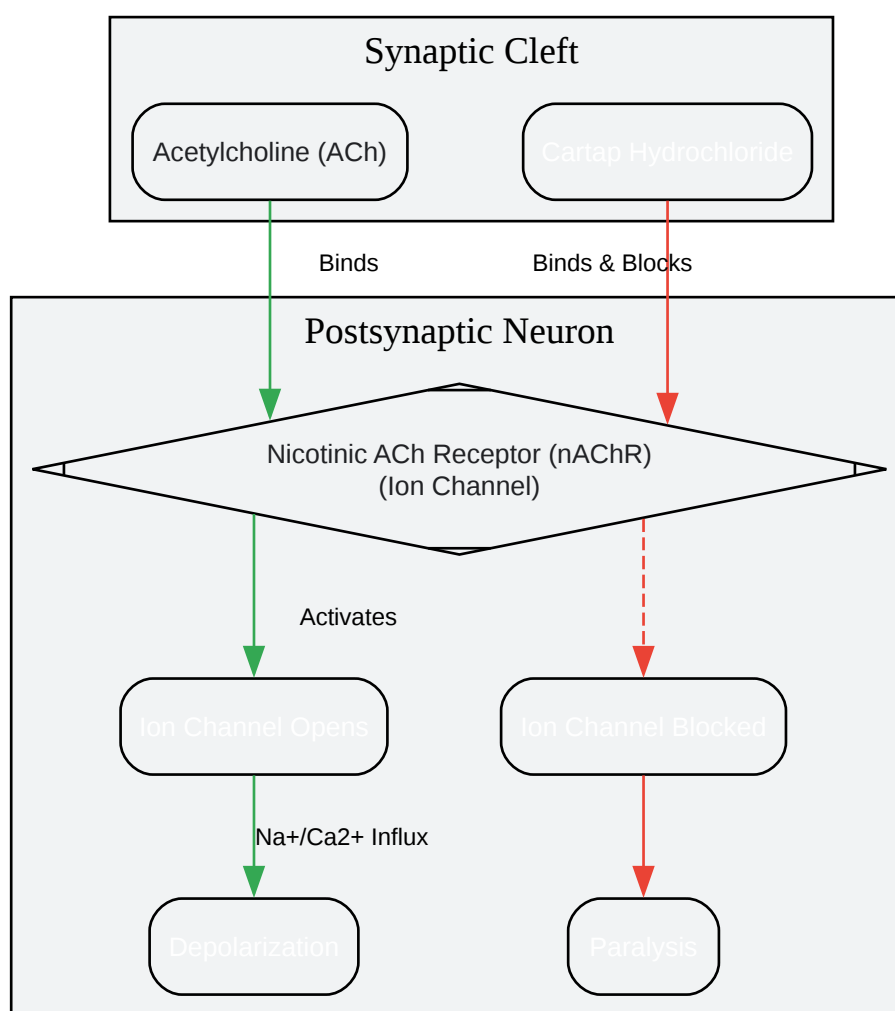 Synaptic Cleft
Acetylcholine (ACh)
Cartap Hydrochloride
Binds
Binds & Blocks
Postsynaptic Neuron
Nicotinic ACh Receptor (nAChR)
(Ion Channel)
Activates
Ion Channel Opens
Ion Channel Blocked
Na+/Ca2+ Influx
Depolarization
Paralysis